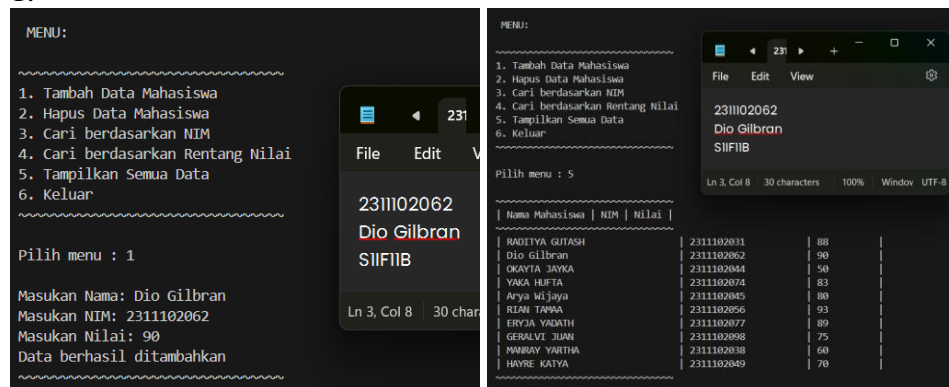 MENU:
~~~~~~~~~~~~~~~~~~~~~~~~~~~~~~~~~
1. Tambah Data Mahasiswa
2. Hapus Data Mahasiswa
3. Cari berdasarkan NIM
4. Cari berdasarkan Rentang Nilai
5. Tampilkan Semua Data
6. Keluar
~~~~~~~~~~~~~~~~~~~~~~~~~~~~~~~~~
Pilih menu : 1
Masukan Nama: Dio Gilbran
Masukan NIM: 2311102062
Masukan Nilai: 90
Data berhasil ditambahkan
~~~~~~~~~~~~~~~~~~~~~~~~~~~~~~~~~
231
File Edit
2311102062
Dio Gilbran
S11IF11B
Ln 3, Col 8 30 char
MENU:
~~~~~~~~~~~~~~~~~~~~~~~~~~~~~~~~~
1. Tambah Data Mahasiswa
2. Hapus Data Mahasiswa
3. Cari berdasarkan NIM
4. Cari berdasarkan Rentang Nilai
5. Tampilkan Semua Data
6. Keluar
~~~~~~~~~~~~~~~~~~~~~~~~~~~~~~~~~
Pilih menu : 5
~~~~~~~~~~~~~~~~~~~~~~~~~~~~~~~~~
| Nama Mahasiswa | NIM | Nilai |
~~~~~~~~~~~~~~~~~~~~~~~~~~~~~~~~~
| RADITYA GUTASH | 2311102031 | 88 |
| Dio Gilbran | 2311102062 | 90 |
| OKAYTA JAYKA | 2311102044 | 50 |
| YAKA HUFTA | 2311102074 | 83 |
| Arya Wijaya | 2311102045 | 80 |
| RIAN TAMAA | 2311102056 | 93 |
| ERYJA YADATH | 2311102077 | 89 |
| GERALVI JUAN | 2311102098 | 75 |
| MANRAY YARTHA | 2311102038 | 60 |
| HAYRE KATYA | 2311102049 | 70 |
~~~~~~~~~~~~~~~~~~~~~~~~~~~~~~~~~
231
File Edit View
2311102062
Dio Gilbran
S11IF11B
Ln 3, Col 8 30 characters 100% Window UTF-8